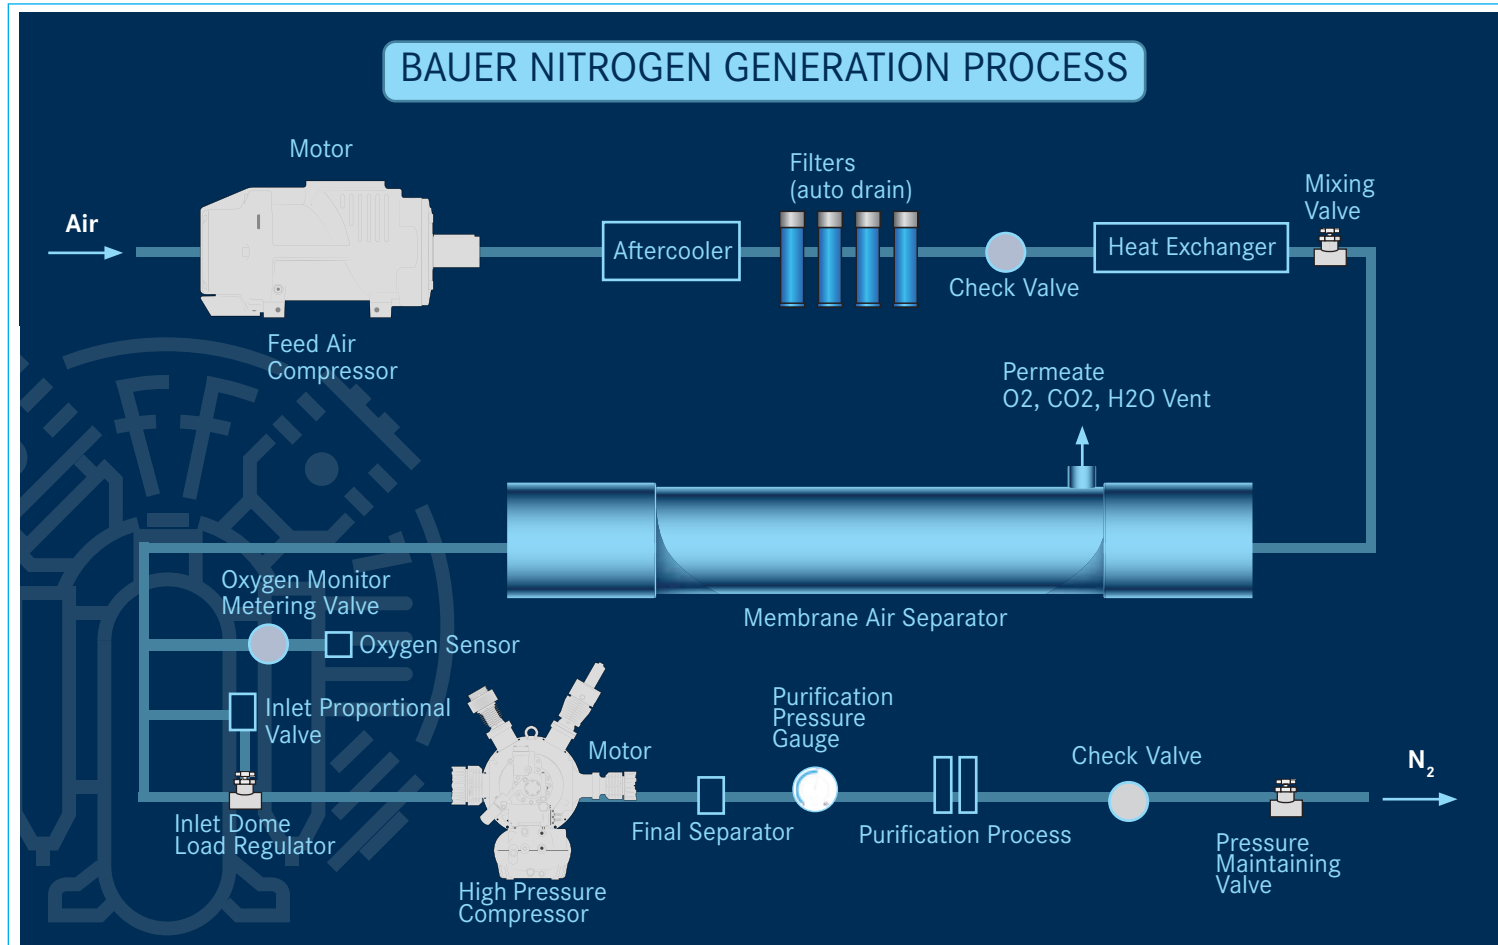 BAUER NITROGEN GENERATION PROCESS
Motor
Filters
(auto drain)
Mixing
Valve
Air
Aftercooler
Heat Exchanger
Check Valve
Feed Air
Compressor
Permeate
O2, CO2, H2O Vent
Membrane Air Separator
Oxygen Monitor
Metering Valve
Oxygen Sensor
Inlet Proportional
Valve
Inlet Dome
Load Regulator
Motor
High Pressure
Compressor
Final Separator
Purification
Pressure
Gauge
Purification Process
Check Valve
Pressure
Maintaining
Valve
N2